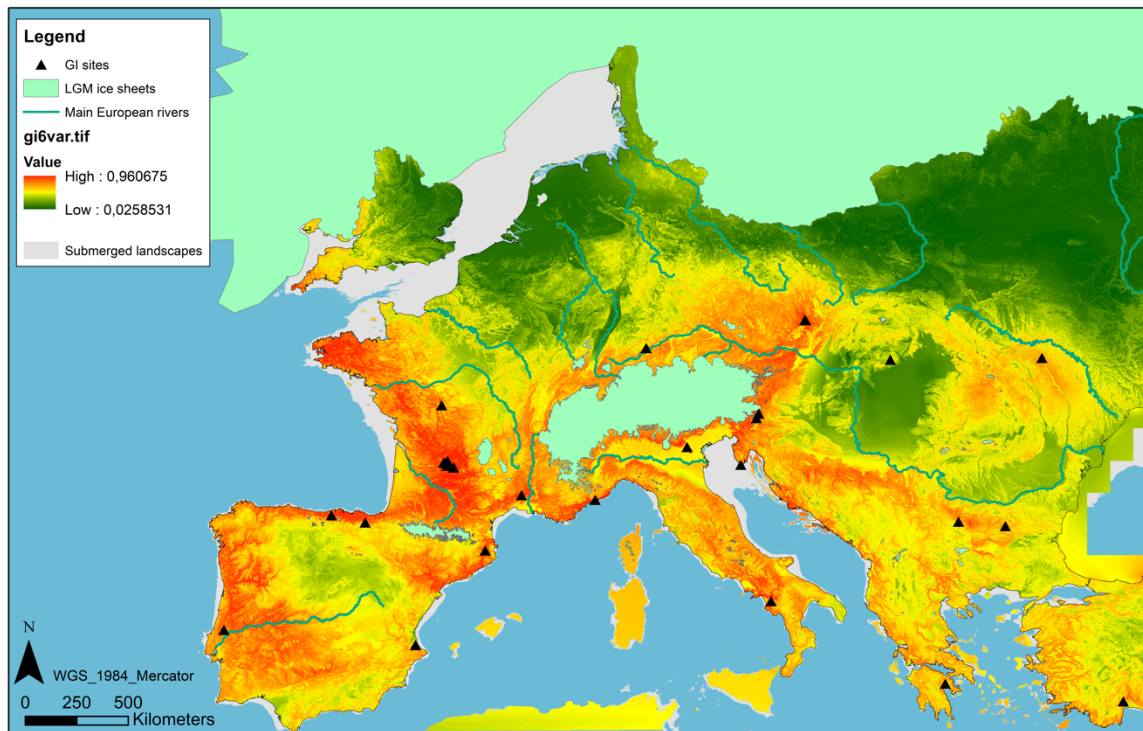 Legend
GI sites
LGM ice sheets
Main European rivers
gi6var.tif
Value
High : 0,960675
Low : 0,0258531
Submerged landscapes
N
WGS_1984_Mercator
0 250 500
Kilometers